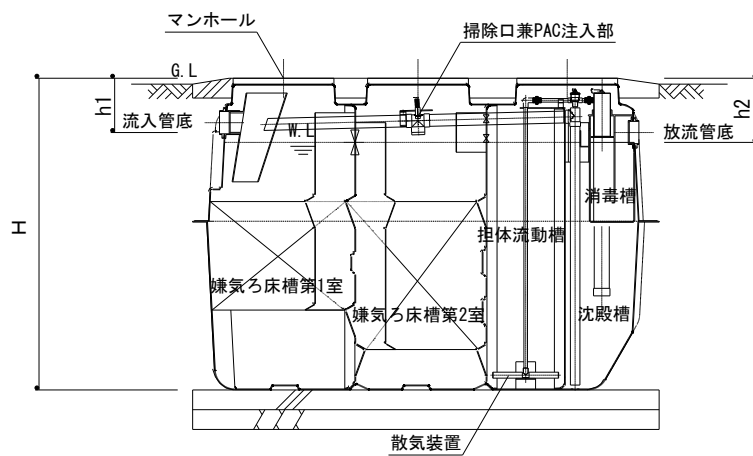 マンホール
掃除口兼PAC注入部
G.L
h1
h2
流入管底
W.L
放流管底
消毒槽
H
担体流動槽
嫌気ろ床槽第1室
嫌気ろ床槽第2室
沈殿槽
散気装置